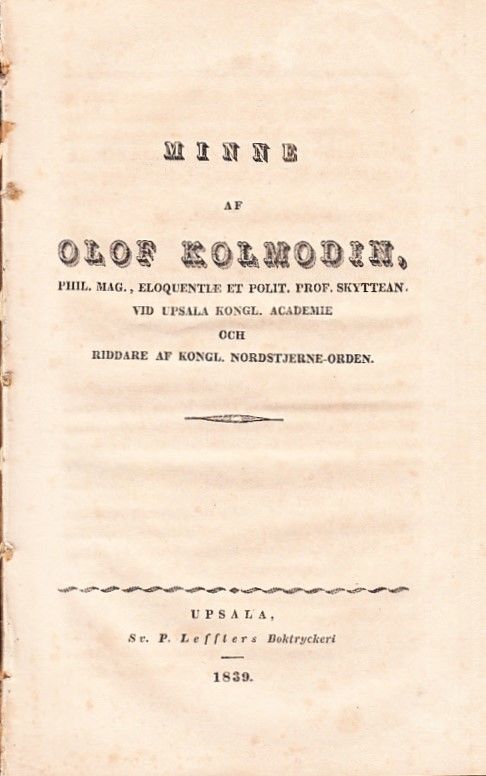 MINNE
AF
OLOF KOLMODIN,
PHIL. MAG., ELOQUENTIÆ ET POLIT. PROF. SKYTTEAN.
VID UPSALA KONGL. ACADEMIE
OCH
RIDDARE AF KONGL. NORDSTJERNE-ORDEN.
UPSALA,
Sv. P. Lefflers Boktryckeri
1839.